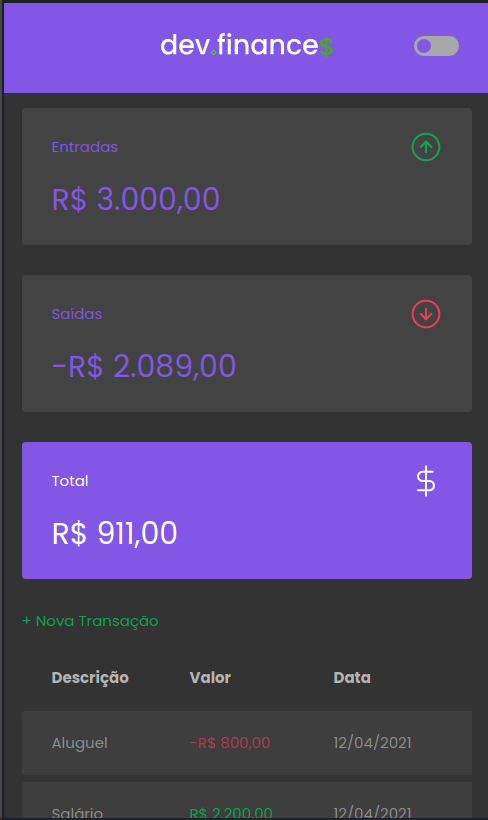 dev.finance$
Entradas
R$ 3.000,00
Saídas
-R$ 2.089,00
Total
$
R$ 911,00
+ Nova Transação
Descrição Valor Data
Aluguel -R$ 800,00 12/04/2021
Salário R$ 2.200,00 12/04/2021